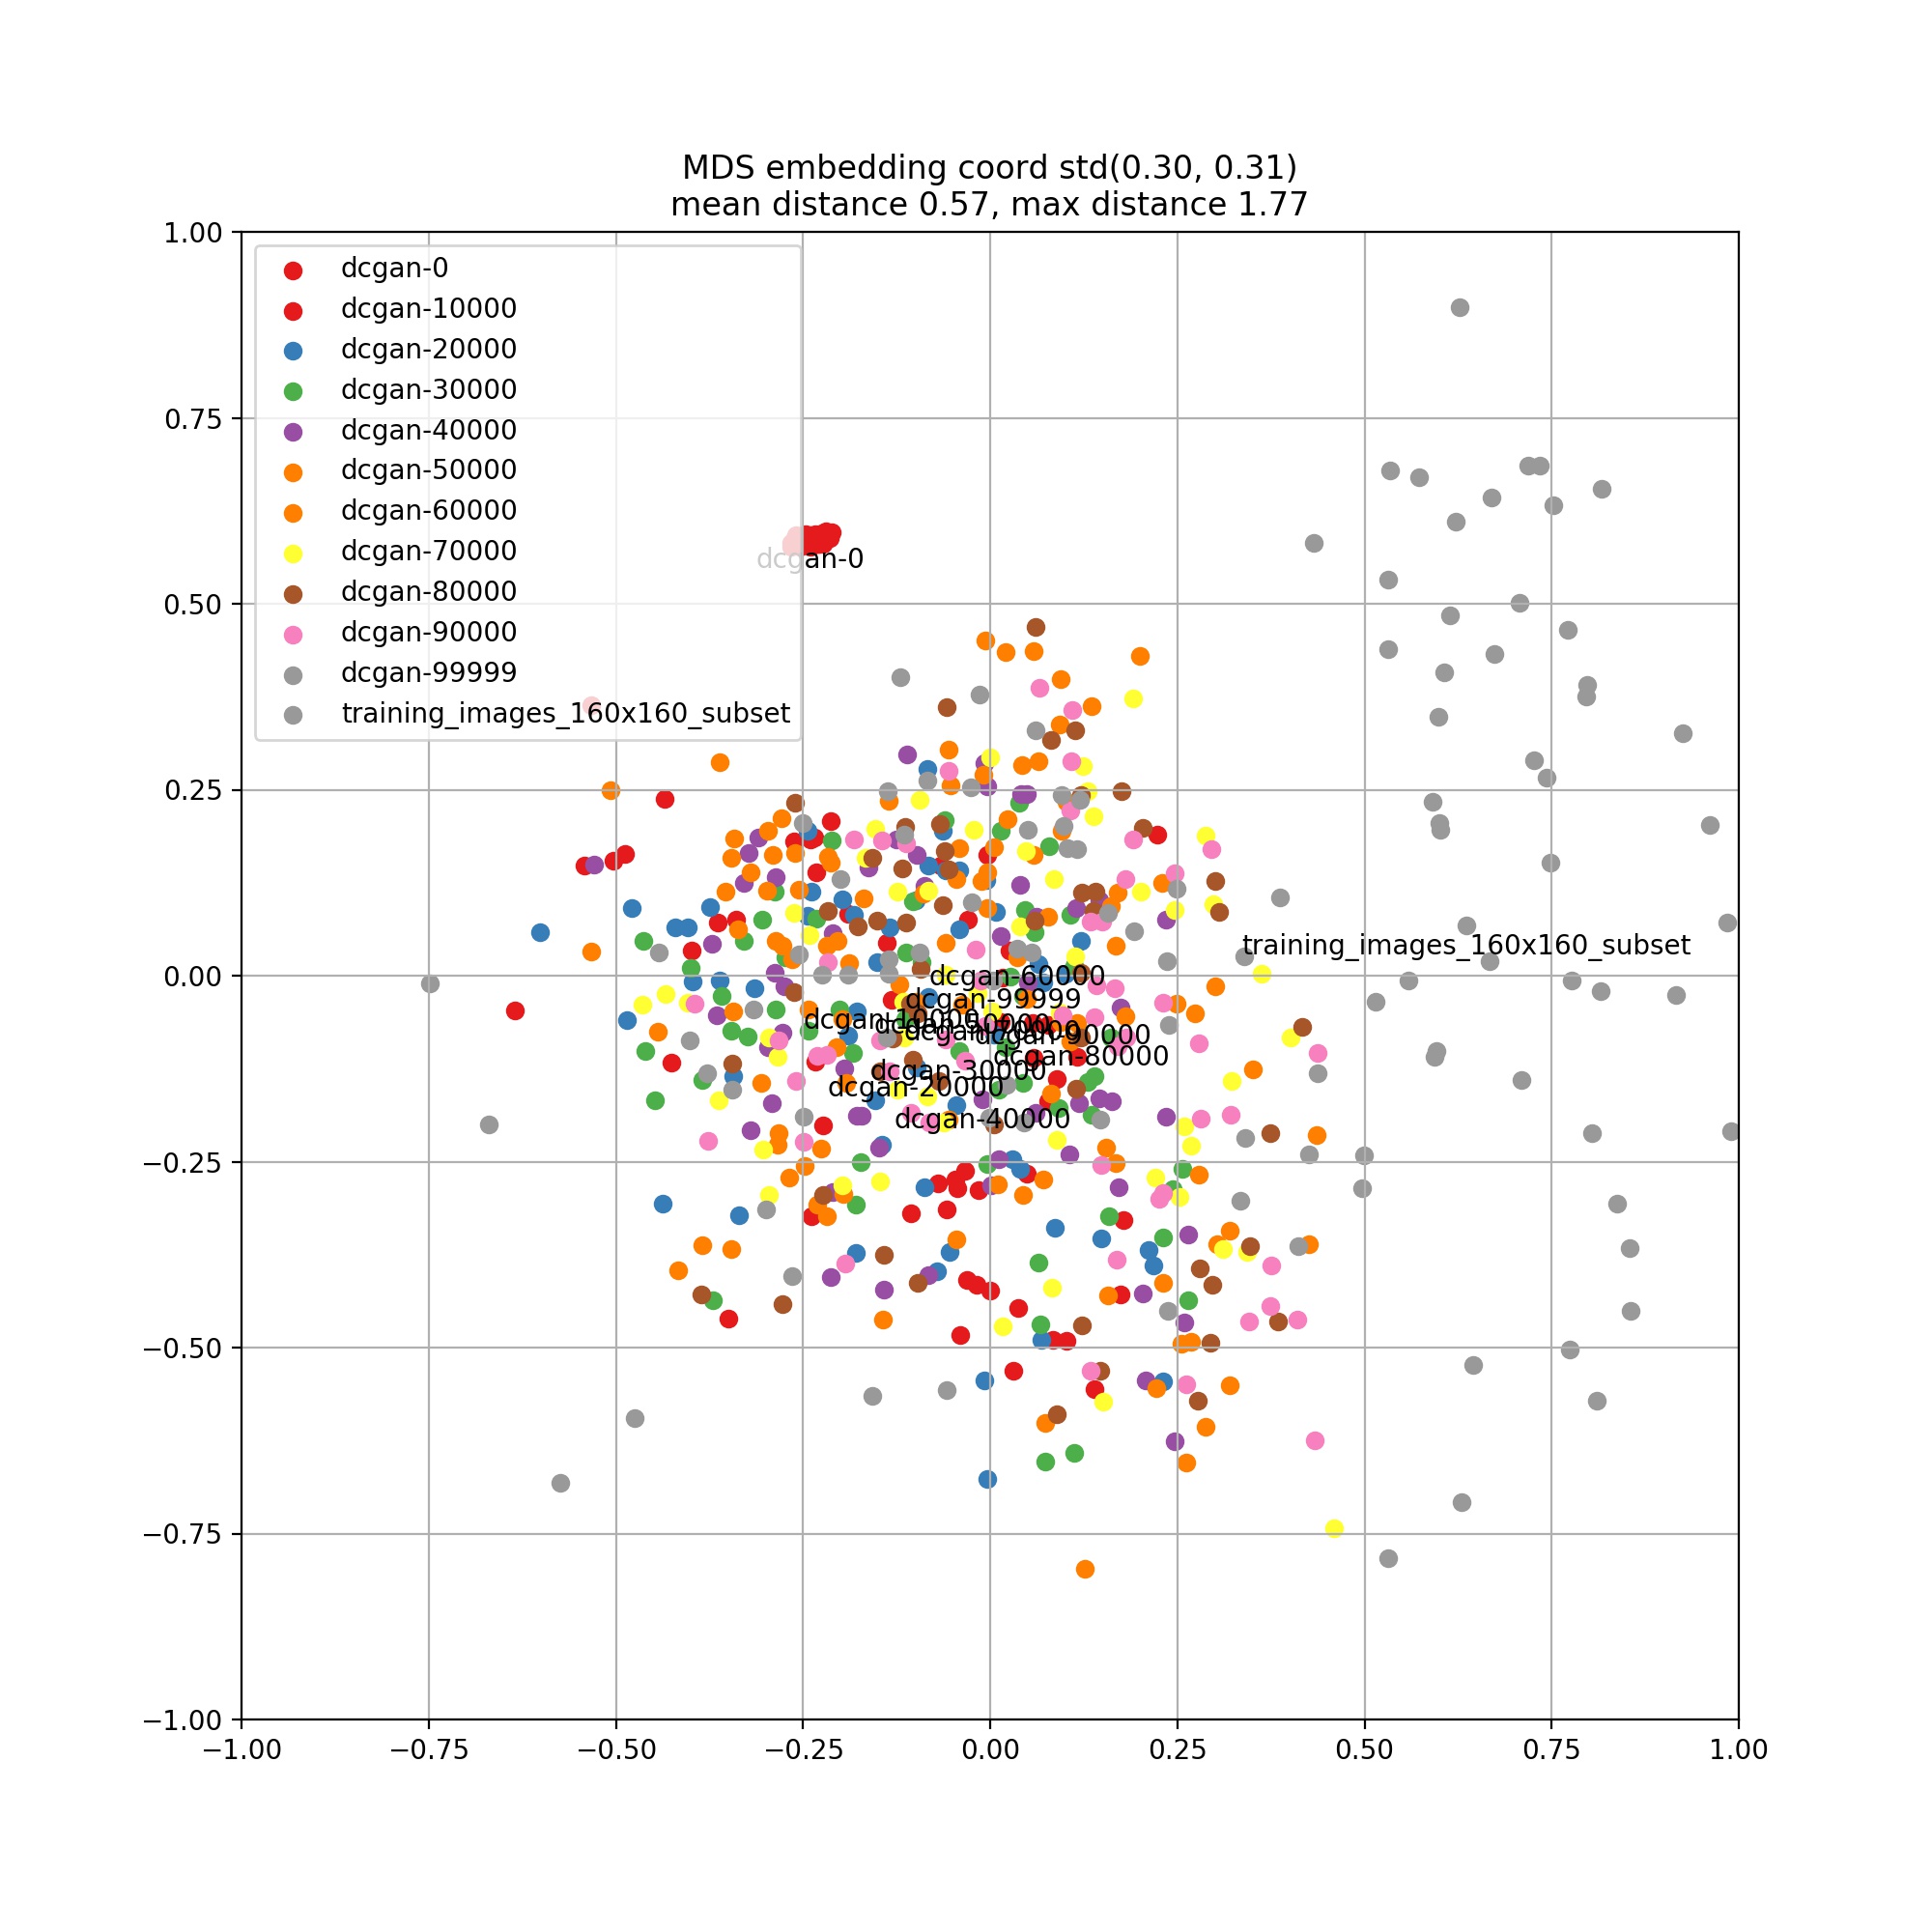 MDS embedding coord std(0.30, 0.31)
mean distance 0.57, max distance 1.77
1.00
0.75
0.50
0.25
0.00
−0.25
−0.50
−0.75
−1.00
dcgan-0
dcgan-10000
dcgan-20000
dcgan-30000
dcgan-40000
dcgan-50000
dcgan-60000
dcgan-70000
dcgan-80000
dcgan-90000
dcgan-99999
training_images_160x160_subset
dcgan-0
training_images_160x160_subset
dcgan-60000
dcgan-99999
dcgan-10000
dcgan-90000
dcgan-80000
dcgan-30000
dcgan-20000
dcgan-40000
−1.00
−0.75
−0.50
−0.25
0.00
0.25
0.50
0.75
1.00